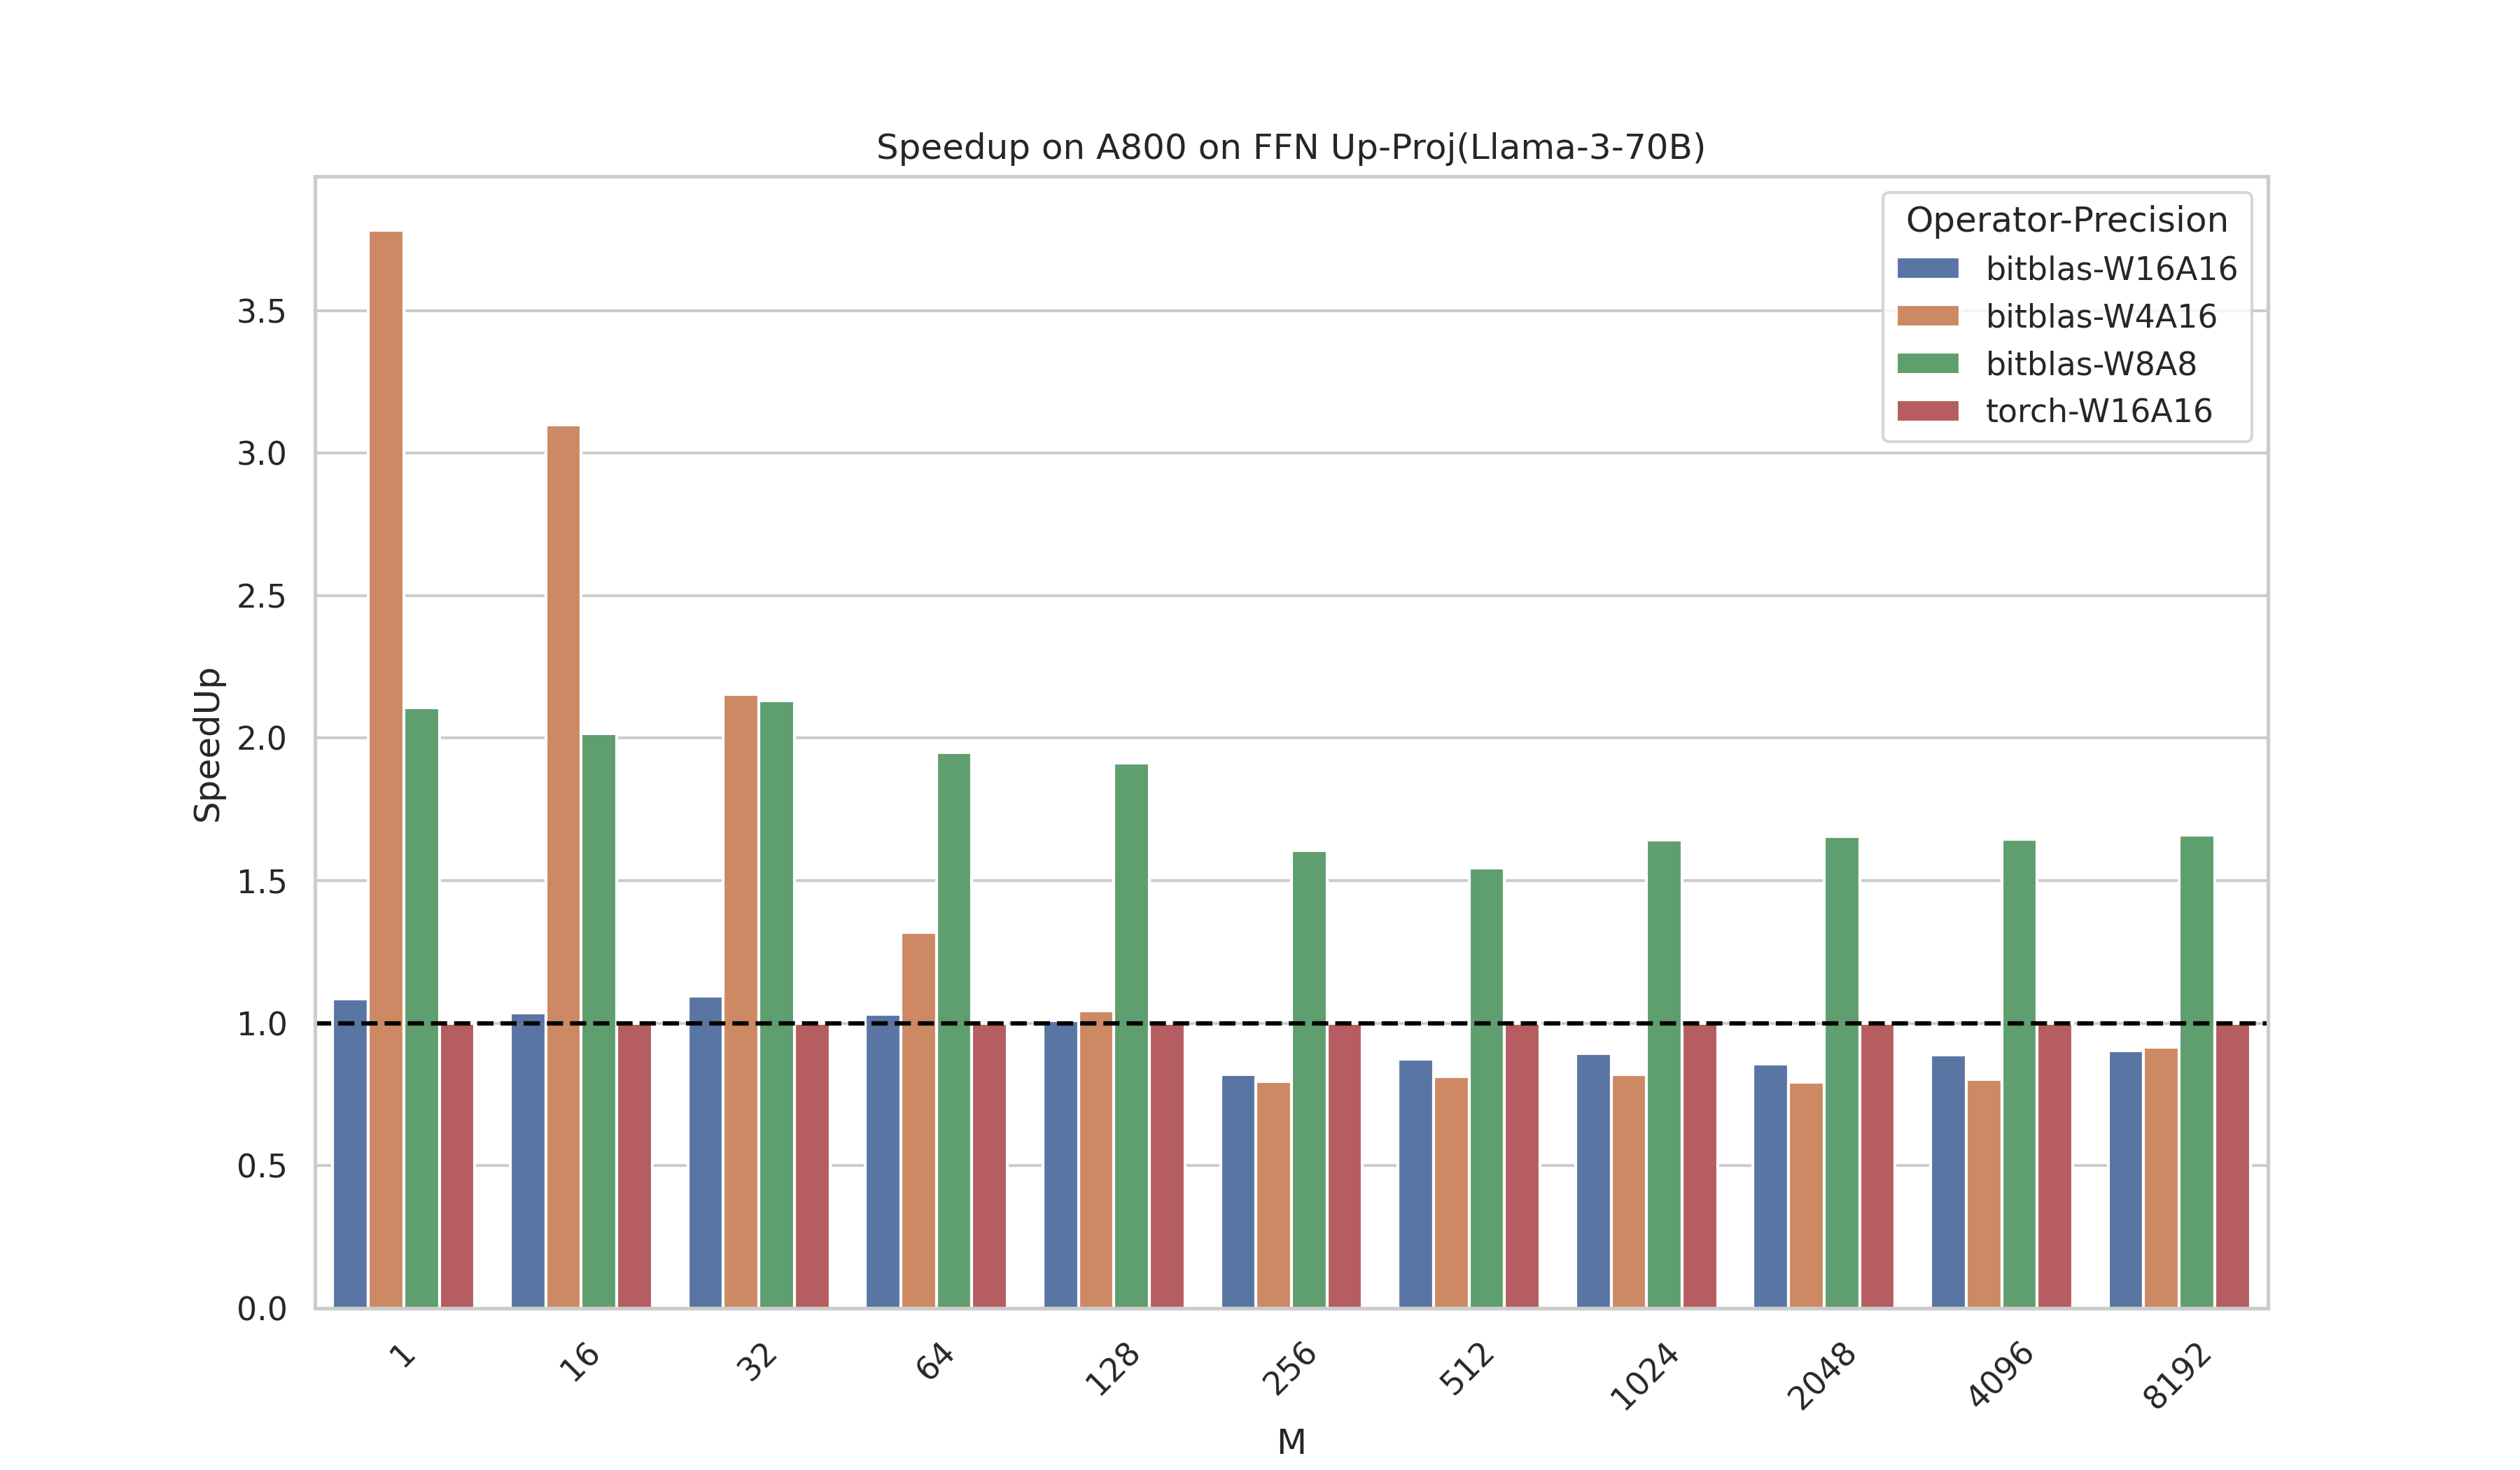 Speedup on A800 on FFN Up-Proj(Llama-3-70B)
Operator-Precision
bitblas-W16A16
bitblas-W4A16
bitblas-W8A8
torch-W16A16
SpeedUp
3.5
3.0
2.5
2.0
1.5
1.0
0.5
0.0
1
16
32
64
128
256
512
1024
2048
4096
8192
M